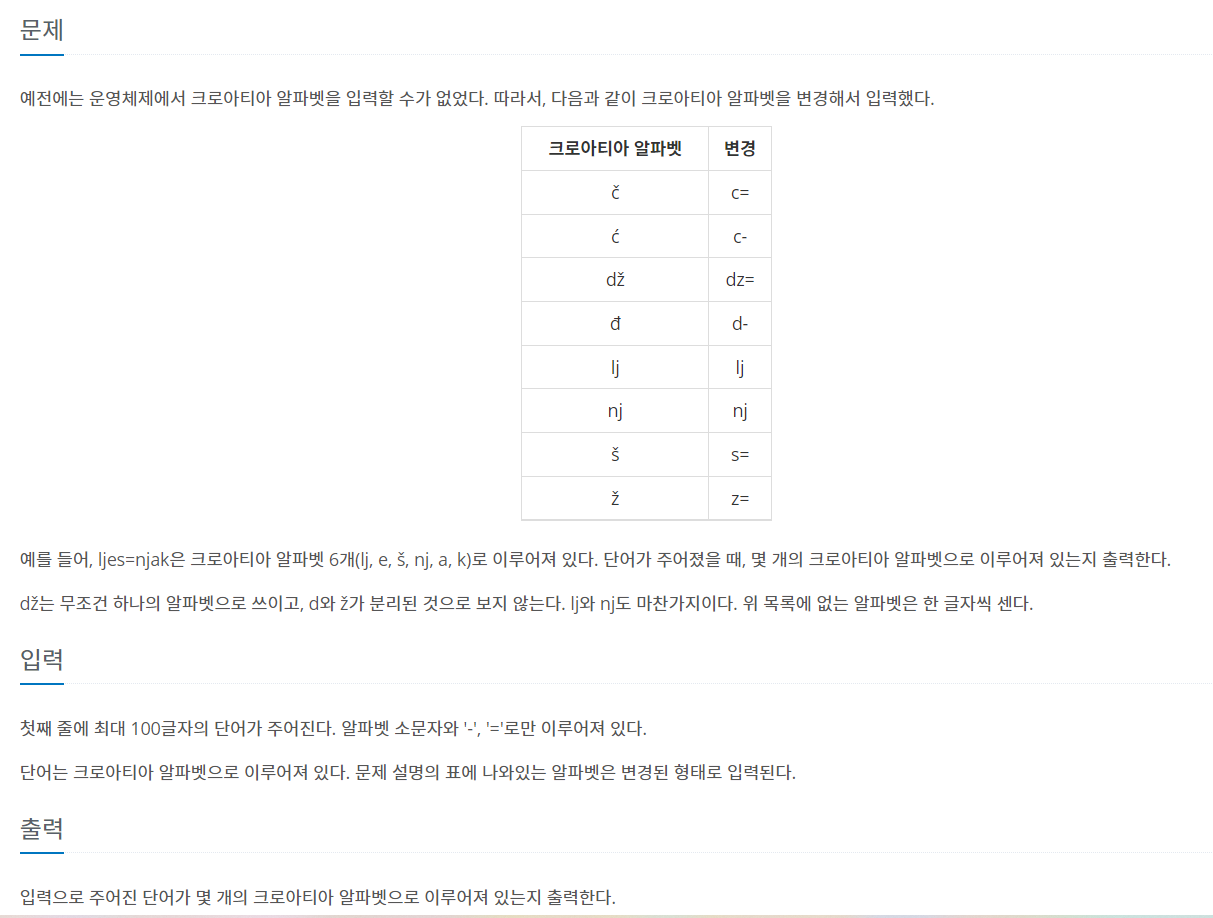 문제
예전에는 운영체제에서 크로아티아 알파벳을 입력할 수가 없었다. 따라서, 다음과 같이 크로아티아 알파벳을 변경해서 입력했다.
크로아티아 알파벳 변경
č c=
ć c-
dž dz=
đ d-
lj lj
nj nj
š s=
ž z=
예를 들어, ljes=njak은 크로아티아 알파벳 6개(lj, e, š, nj, a, k)로 이루어져 있다. 단어가 주어졌을 때, 몇 개의 크로아티아 알파벳으로 이루어져 있는지 출력한다.
dž는 무조건 하나의 알파벳으로 쓰이고, d와 ž가 분리된 것으로 보지 않는다. lj와 nj도 마찬가지이다. 위 목록에 없는 알파벳은 한 글자씩 센다.
입력
첫째 줄에 최대 100글자의 단어가 주어진다. 알파벳 소문자와 '-', '='로만 이루어져 있다.
단어는 크로아티아 알파벳으로 이루어져 있다. 문제 설명의 표에 나와있는 알파벳은 변경된 형태로 입력된다.
출력
입력으로 주어진 단어가 몇 개의 크로아티아 알파벳으로 이루어져 있는지 출력한다.